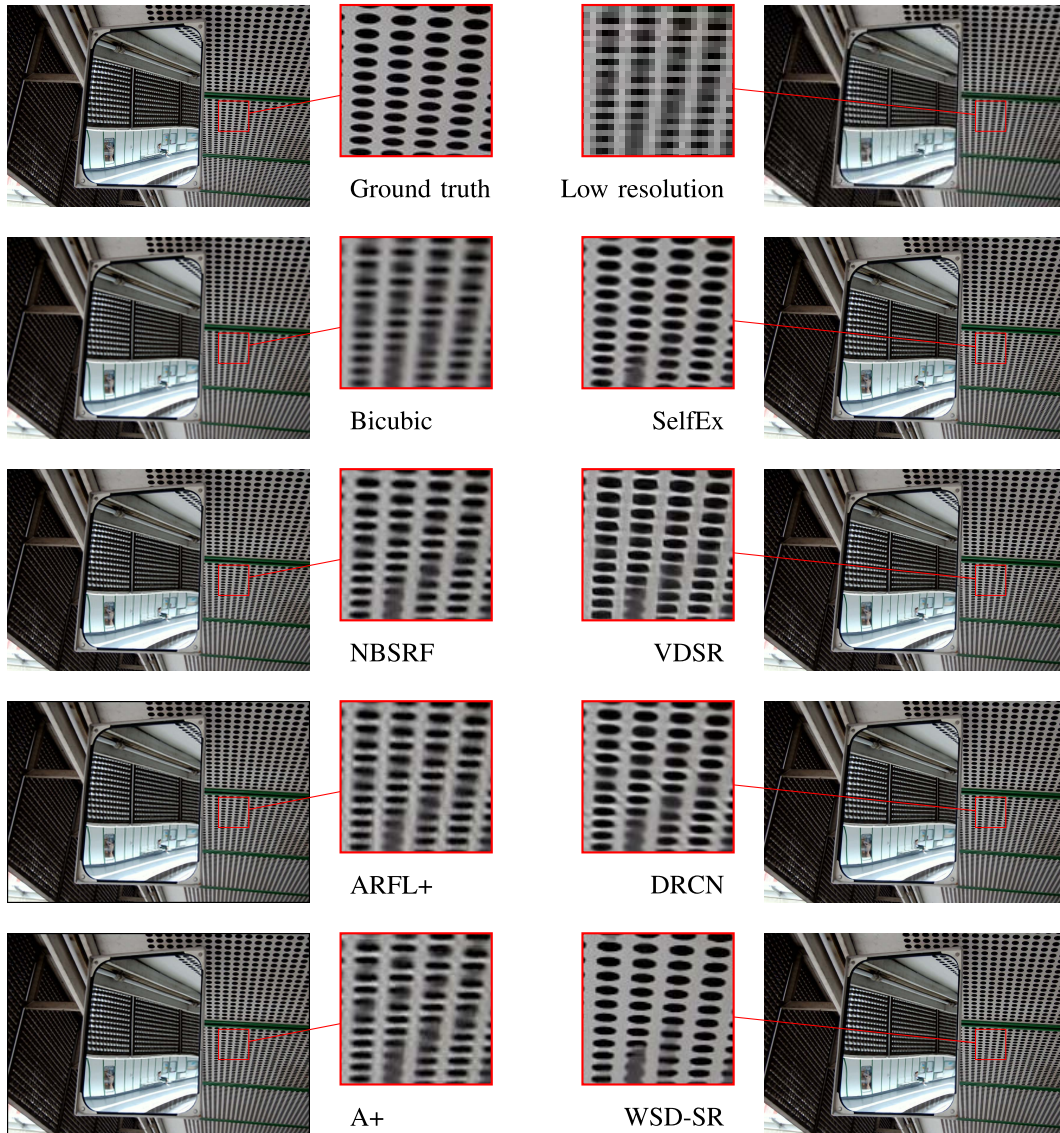 Ground truth
Low resolution
Bicubic
SelfEx
NBSRF
VDSR
ARFL+
DRCN
A+
WSD-SR